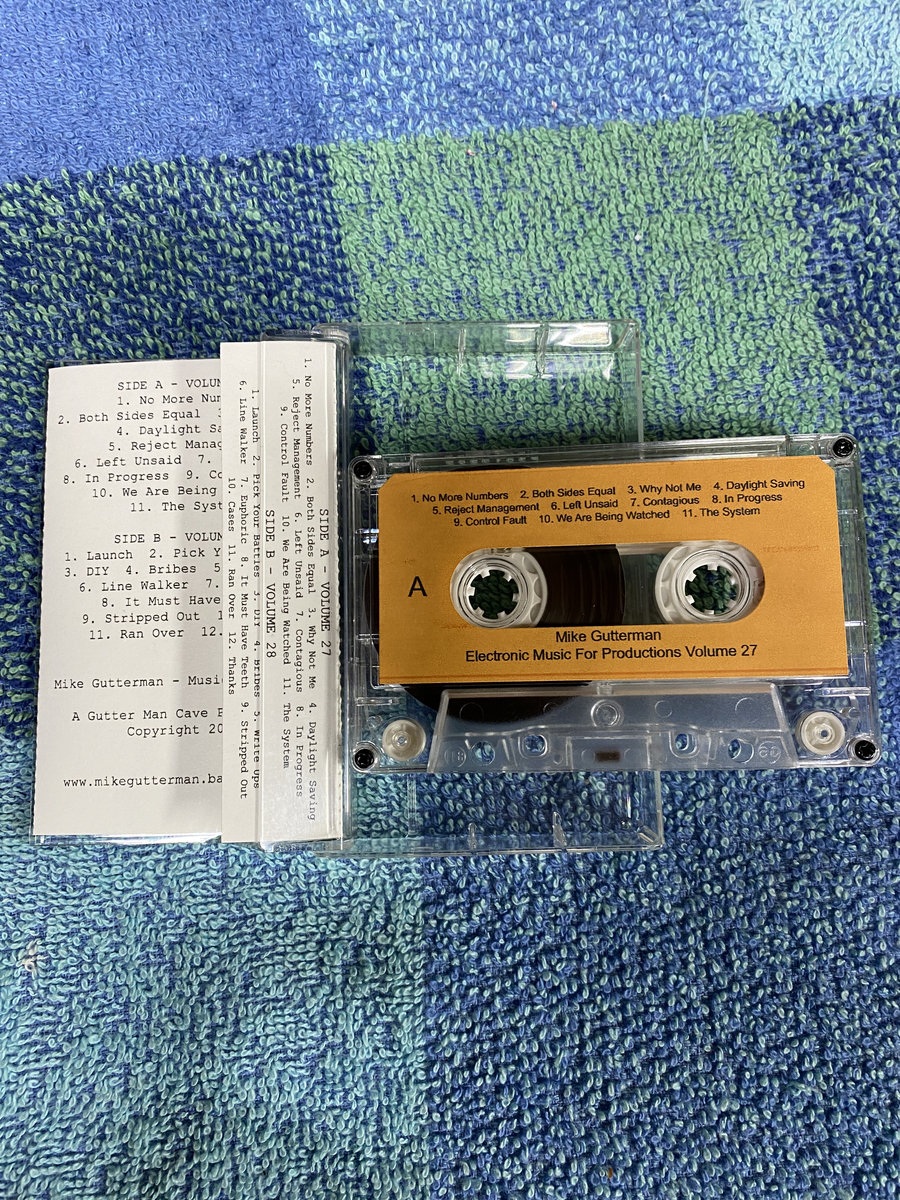 SIDE A - VOLUM
1. No More Num
2. Both Sides Equal
4. Daylight Sa
5. Reject Manag
6. Left Unsaid 7.
8. In Progress 9. Co
10. We Are Being
11. The Syst
SIDE B - VOLUM
1. Launch 2. Pick Y
3. DIY 4. Bribes 5
6. Line Walker 7.
8. It Must Have
9. Stripped Out 1
11. Ran Over 12.
Mike Gutterman - Musi
A Gutter Man Cave P
Copyright 20
www.mikegutterman.ba
SIDE A - VOLUME 27
1. No More Numbers 2. Both Sides Equal 3. Why Not Me 4. Daylight Saving
5. Reject Management 6. Left Unsaid 7. Contagious 8. In Progress
9. Control Fault 10. We Are Being Watched 11. The System
SIDE B - VOLUME 28
1. Launch 2. Pick Your Battles 3. DIY 4. Bribes 5. Write Ups
6. Line Walker 7. Euphoric 8. It Must Have Teeth 9. Stripped Out
10. Cases 11. Ran Over 12. Thanks
1. No More Numbers 2. Both Sides Equal 3. Why Not Me 4. Daylight Saving
5. Reject Management 6. Left Unsaid 7. Contagious 8. In Progress
9. Control Fault 10. We Are Being Watched 11. The System
A
Mike Gutterman
Electronic Music For Productions Volume 27